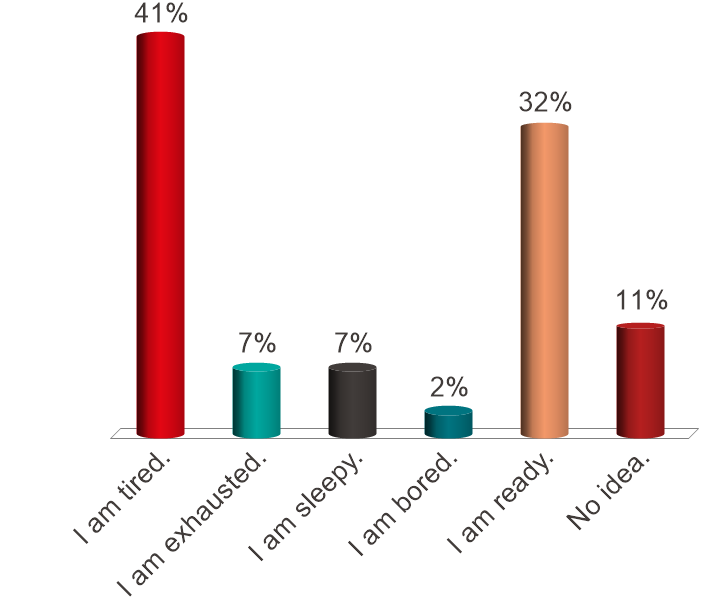 41%
7%
7%
2%
32%
11%
I am tired.
I am exhausted.
I am sleepy.
I am bored.
I am ready.
No idea.